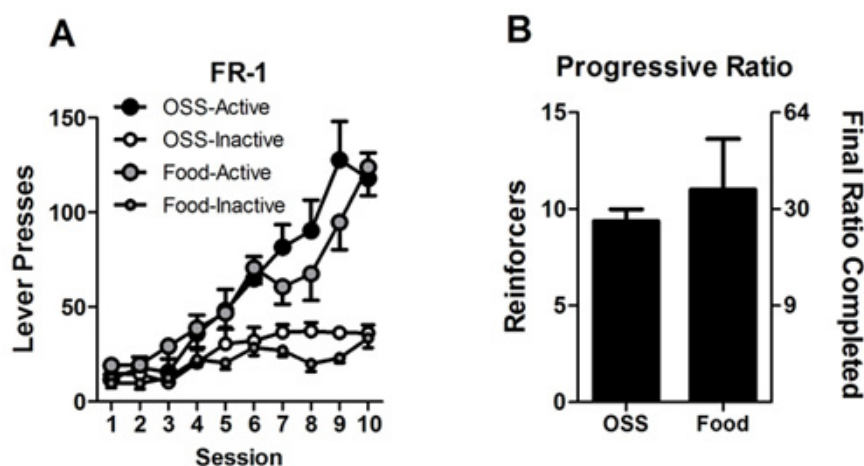 A
FR-1
OSS-Active
OSS-Inactive
Food-Active
Food-Inactive
Lever Presses
150
100
50
0
1 2 3 4 5 6 7 8 9 10
Session
B
Progressive Ratio
Reinforcers
15
10
5
0
64
30
9
Final Ratio Completed
OSS Food